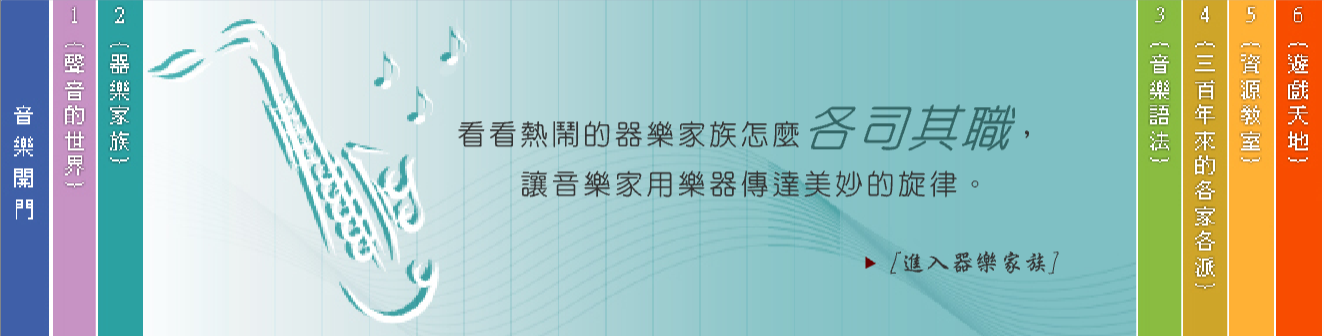 音樂開門
1 ︷聲音的世界︸
2 ︷器樂家族︸
看看熱鬧的器樂家族怎麼各司其職，
讓音樂家用樂器傳達美妙的旋律。
[進入器樂家族]
3 ︷音樂語法︸
4 ︷三百年來的各家各派︸
5 ︷資源教室︸
6 ︷遊戲天地︸